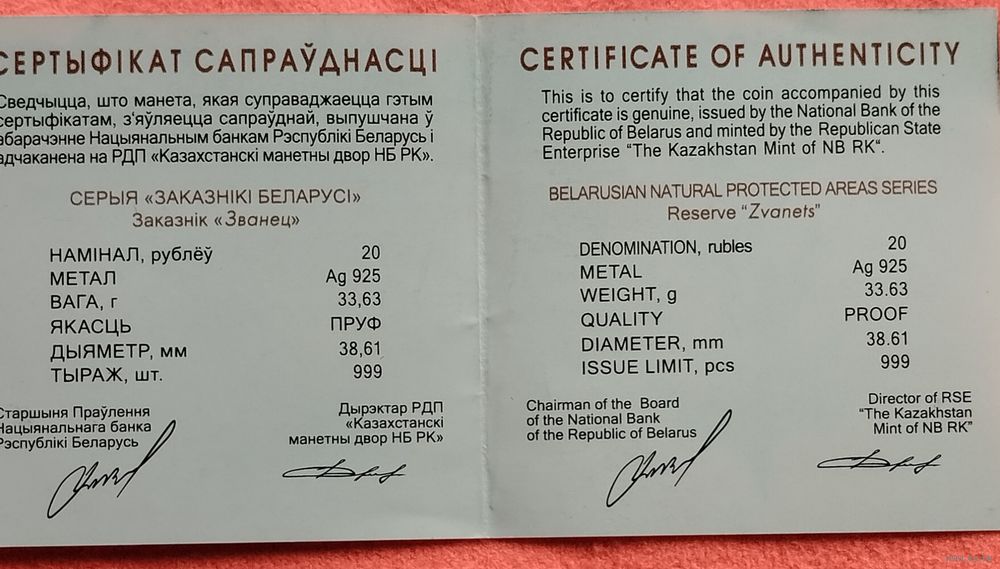 СЕРТЫФІКАТ САПРАЎДНАСЦІ
Сведчыцца, што манета, якая суправаджаецца гэтым
сертыфікатам, з‘яўляецца сапраўднай, выпушчана ў
абарачэнне Нацыянальным банкам Рэспублікі Беларусь і
адчаканена на РДП «Казахстанскі манетны двор НБ РК».
СЕРЫЯ «ЗАКАЗНІКІ БЕЛАРУСІ»
Заказнік «Званец»
НАМІНАЛ, рублёў 20
МЕТАЛ Ag 925
ВАГА, г 33,63
ЯКАСЦЬ ПРУФ
ДЫЯМЕТР, мм 38,61
ТЫРАЖ, шт. 999
Старшыня Праўлення
Нацыянальнага банка
Рэспублікі Беларусь
Дырэктар РДП
«Казахстанскі
манетны двор НБ РК»
CERTIFICATE OF AUTHENTICITY
This is to certify that the coin accompanied by this
certificate is genuine, issued by the National Bank of the
Republic of Belarus and minted by the Republican State
Enterprise “The Kazakhstan Mint of NB RK“.
BELARUSIAN NATURAL PROTECTED AREAS SERIES
Reserve “Zvanets”
DENOMINATION, rubles 20
METAL Ag 925
WEIGHT, g 33.63
QUALITY PROOF
DIAMETER, mm 38.61
ISSUE LIMIT, pcs 999
Chairman of the Board
of the National Bank
of the Republic of Belarus
Director of RSE
“The Kazakhstan
Mint of NB RK”